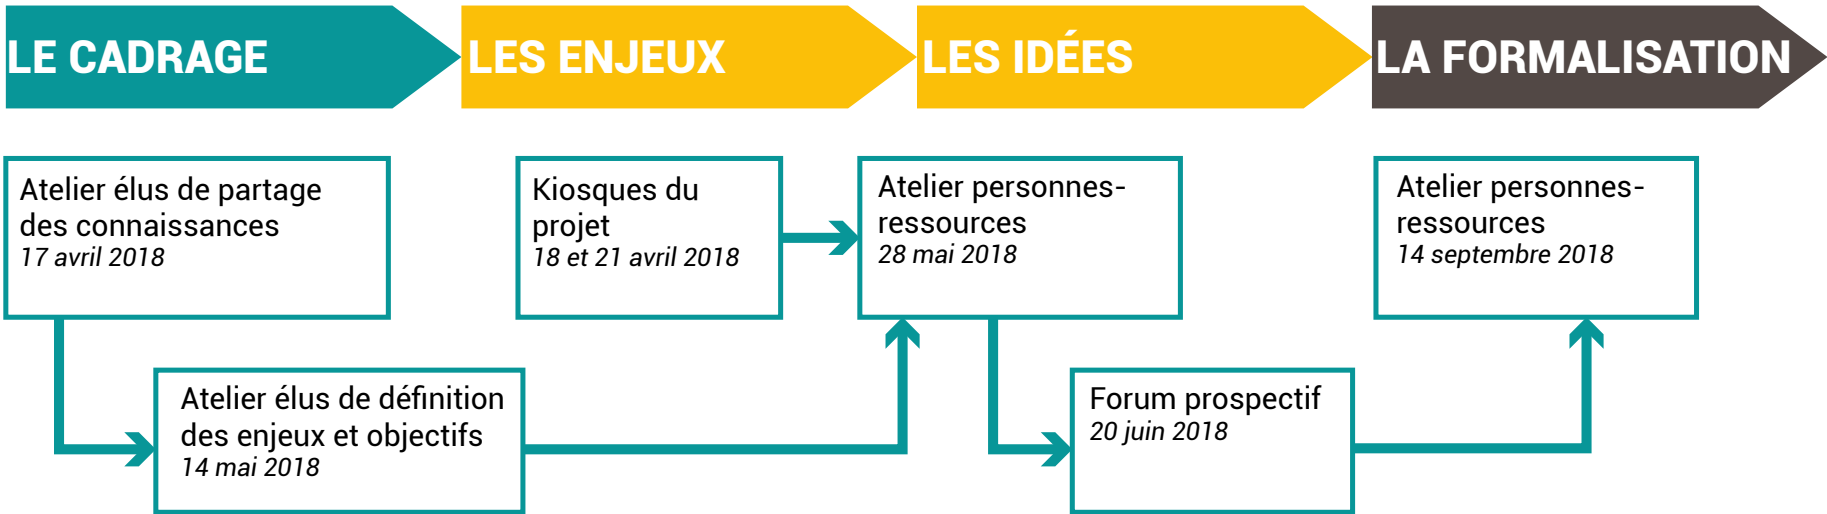 LE CADRAGE
LES ENJEUX
LES IDÉES
LA FORMALISATION
Atelier élus de partage
des connaissances
17 avril 2018
Kiosques du
projet
18 et 21 avril 2018
Atelier personnes-
ressources
28 mai 2018
Atelier personnes-
ressources
14 septembre 2018
Atelier élus de définition
des enjeux et objectifs
14 mai 2018
Forum prospectif
20 juin 2018